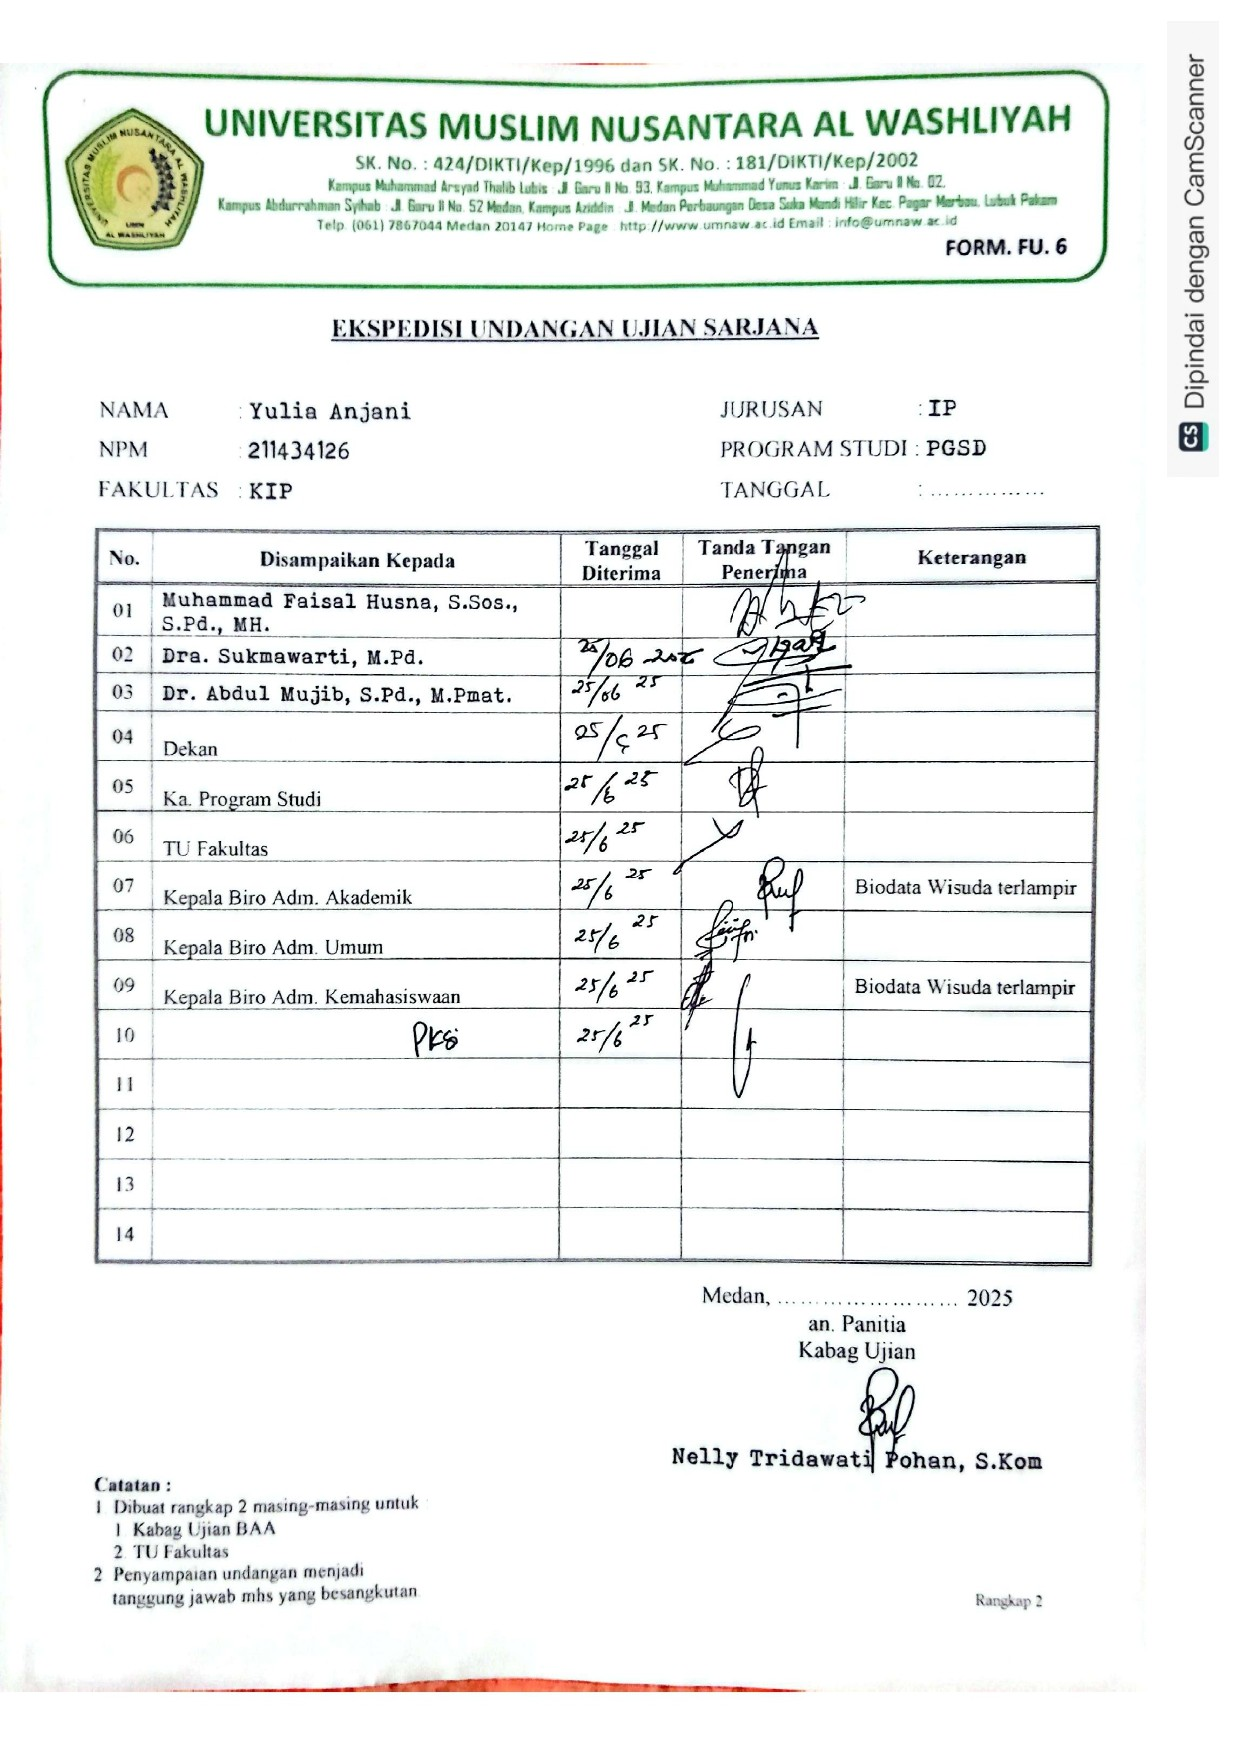 UNIVERSITAS MUSLIM NUSANTARA AL WASHLIYAH
SK. No. : 424/DIKTI/Kep/1996 dan SK. No. : 181/DIKTI/Kep/2002
Kampus Muhammad Arsyad Thalib Lubis : Jl. Garu II No. 93, Kampus Muhammad Yunus Karim : Jl. Garu II No. 02,
Kampus Abdurrahman Syihab : Jl. Garu II No. 52 Medan, Kampus Aziddin : Jl. Medan Perbaungan Desa Suka Mandi Hilir Kec. Pagar Merbau, Lubuk Pakam
Telp. (061) 7867044 Medan 20147 Home Page : http://www.umnaw.ac.id Email : info@umnaw.ac.id
FORM. FU. 6
UNIVERSITAS MUSLIM NUSANTARA AL WASHLIYAH
UMN
AL WASHLIYAH
EKSPEDISI UNDANGAN UJIAN SARJANA
NAMA : Yulia Anjani JURUSAN : IP
NPM : 211434126 PROGRAM STUDI : PGSD
FAKULTAS : KIP TANGGAL : ...............
No. Disampaikan Kepada Tanggal Diterima Tanda Tangan Penerima Keterangan
01 Muhammad Faisal Husna, S.Sos.,
S.Pd., MH.
02 Dra. Sukmawarti, M.Pd. 25/06
03 Dr. Abdul Mujib, S.Pd., M.Pmat. 25/06 25
04 Dekan 25/ 25
05 Ka. Program Studi 25/6 25
06 TU Fakultas 25/6 25
07 Kepala Biro Adm. Akademik 25/6 25 Biodata Wisuda terlampir
08 Kepala Biro Adm. Umum 25/6 25
09 Kepala Biro Adm. Kemahasiswaan 25/6 25 Biodata Wisuda terlampir
10 25/6 25
11
12
13
14
Medan, ........................ 2025
an. Panitia
Kabag Ujian
Nelly Tridawati Pohan, S.Kom
Catatan :
1 Dibuat rangkap 2 masing-masing untuk
1 Kabag Ujian BAA
2 TU Fakultas
2 Penyampaian undangan menjadi
tanggung jawab mhs yang besangkutan
Rangkap 2
CS Dipindai dengan CamScanner